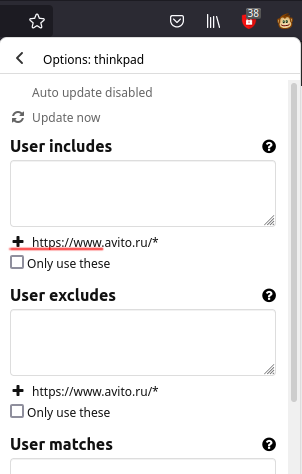 38
Options: thinkpad
Auto update disabled
Update now
User includes
https://www.avito.ru/*
Only use these
User excludes
https://www.avito.ru/*
Only use these
User matches